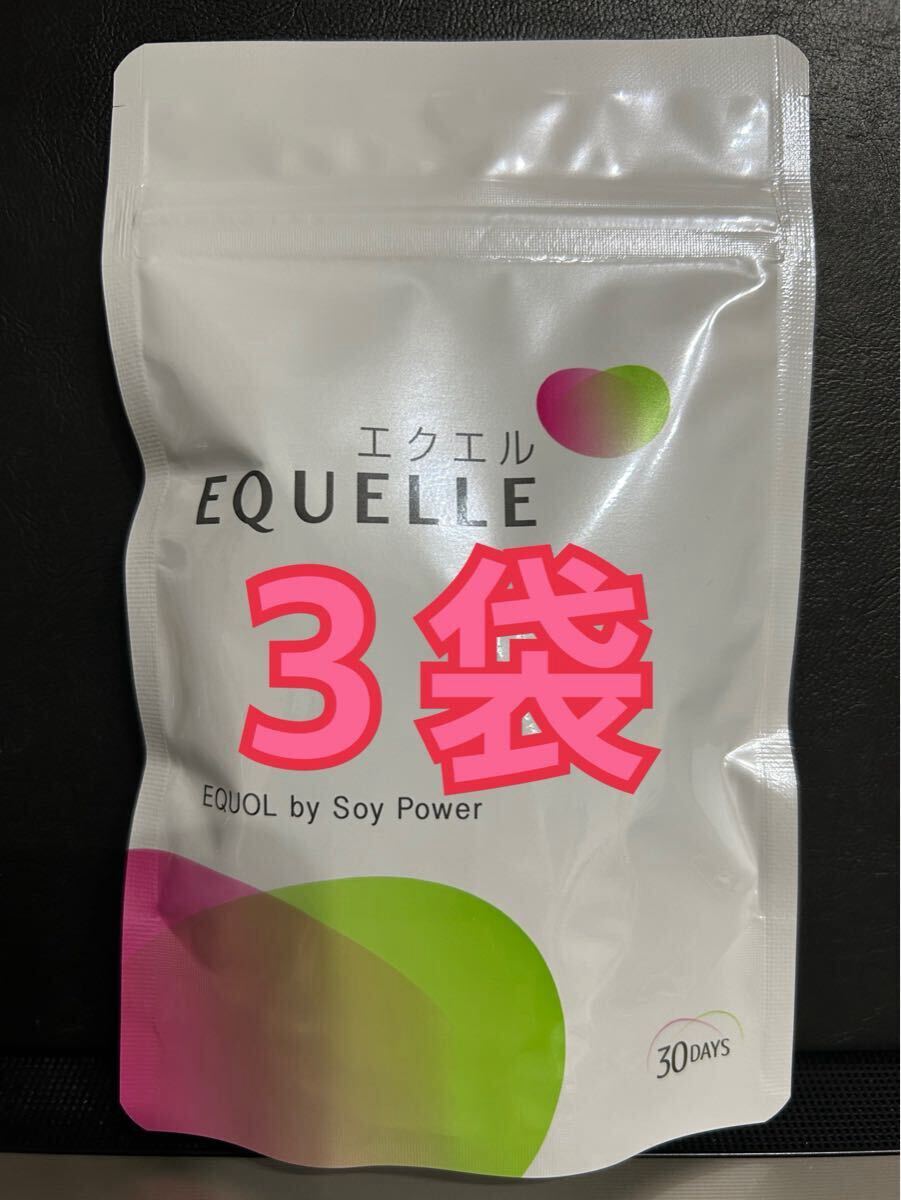 エクエル
EQUELLE
3袋
EQUOL by Soy Power
30DAYS